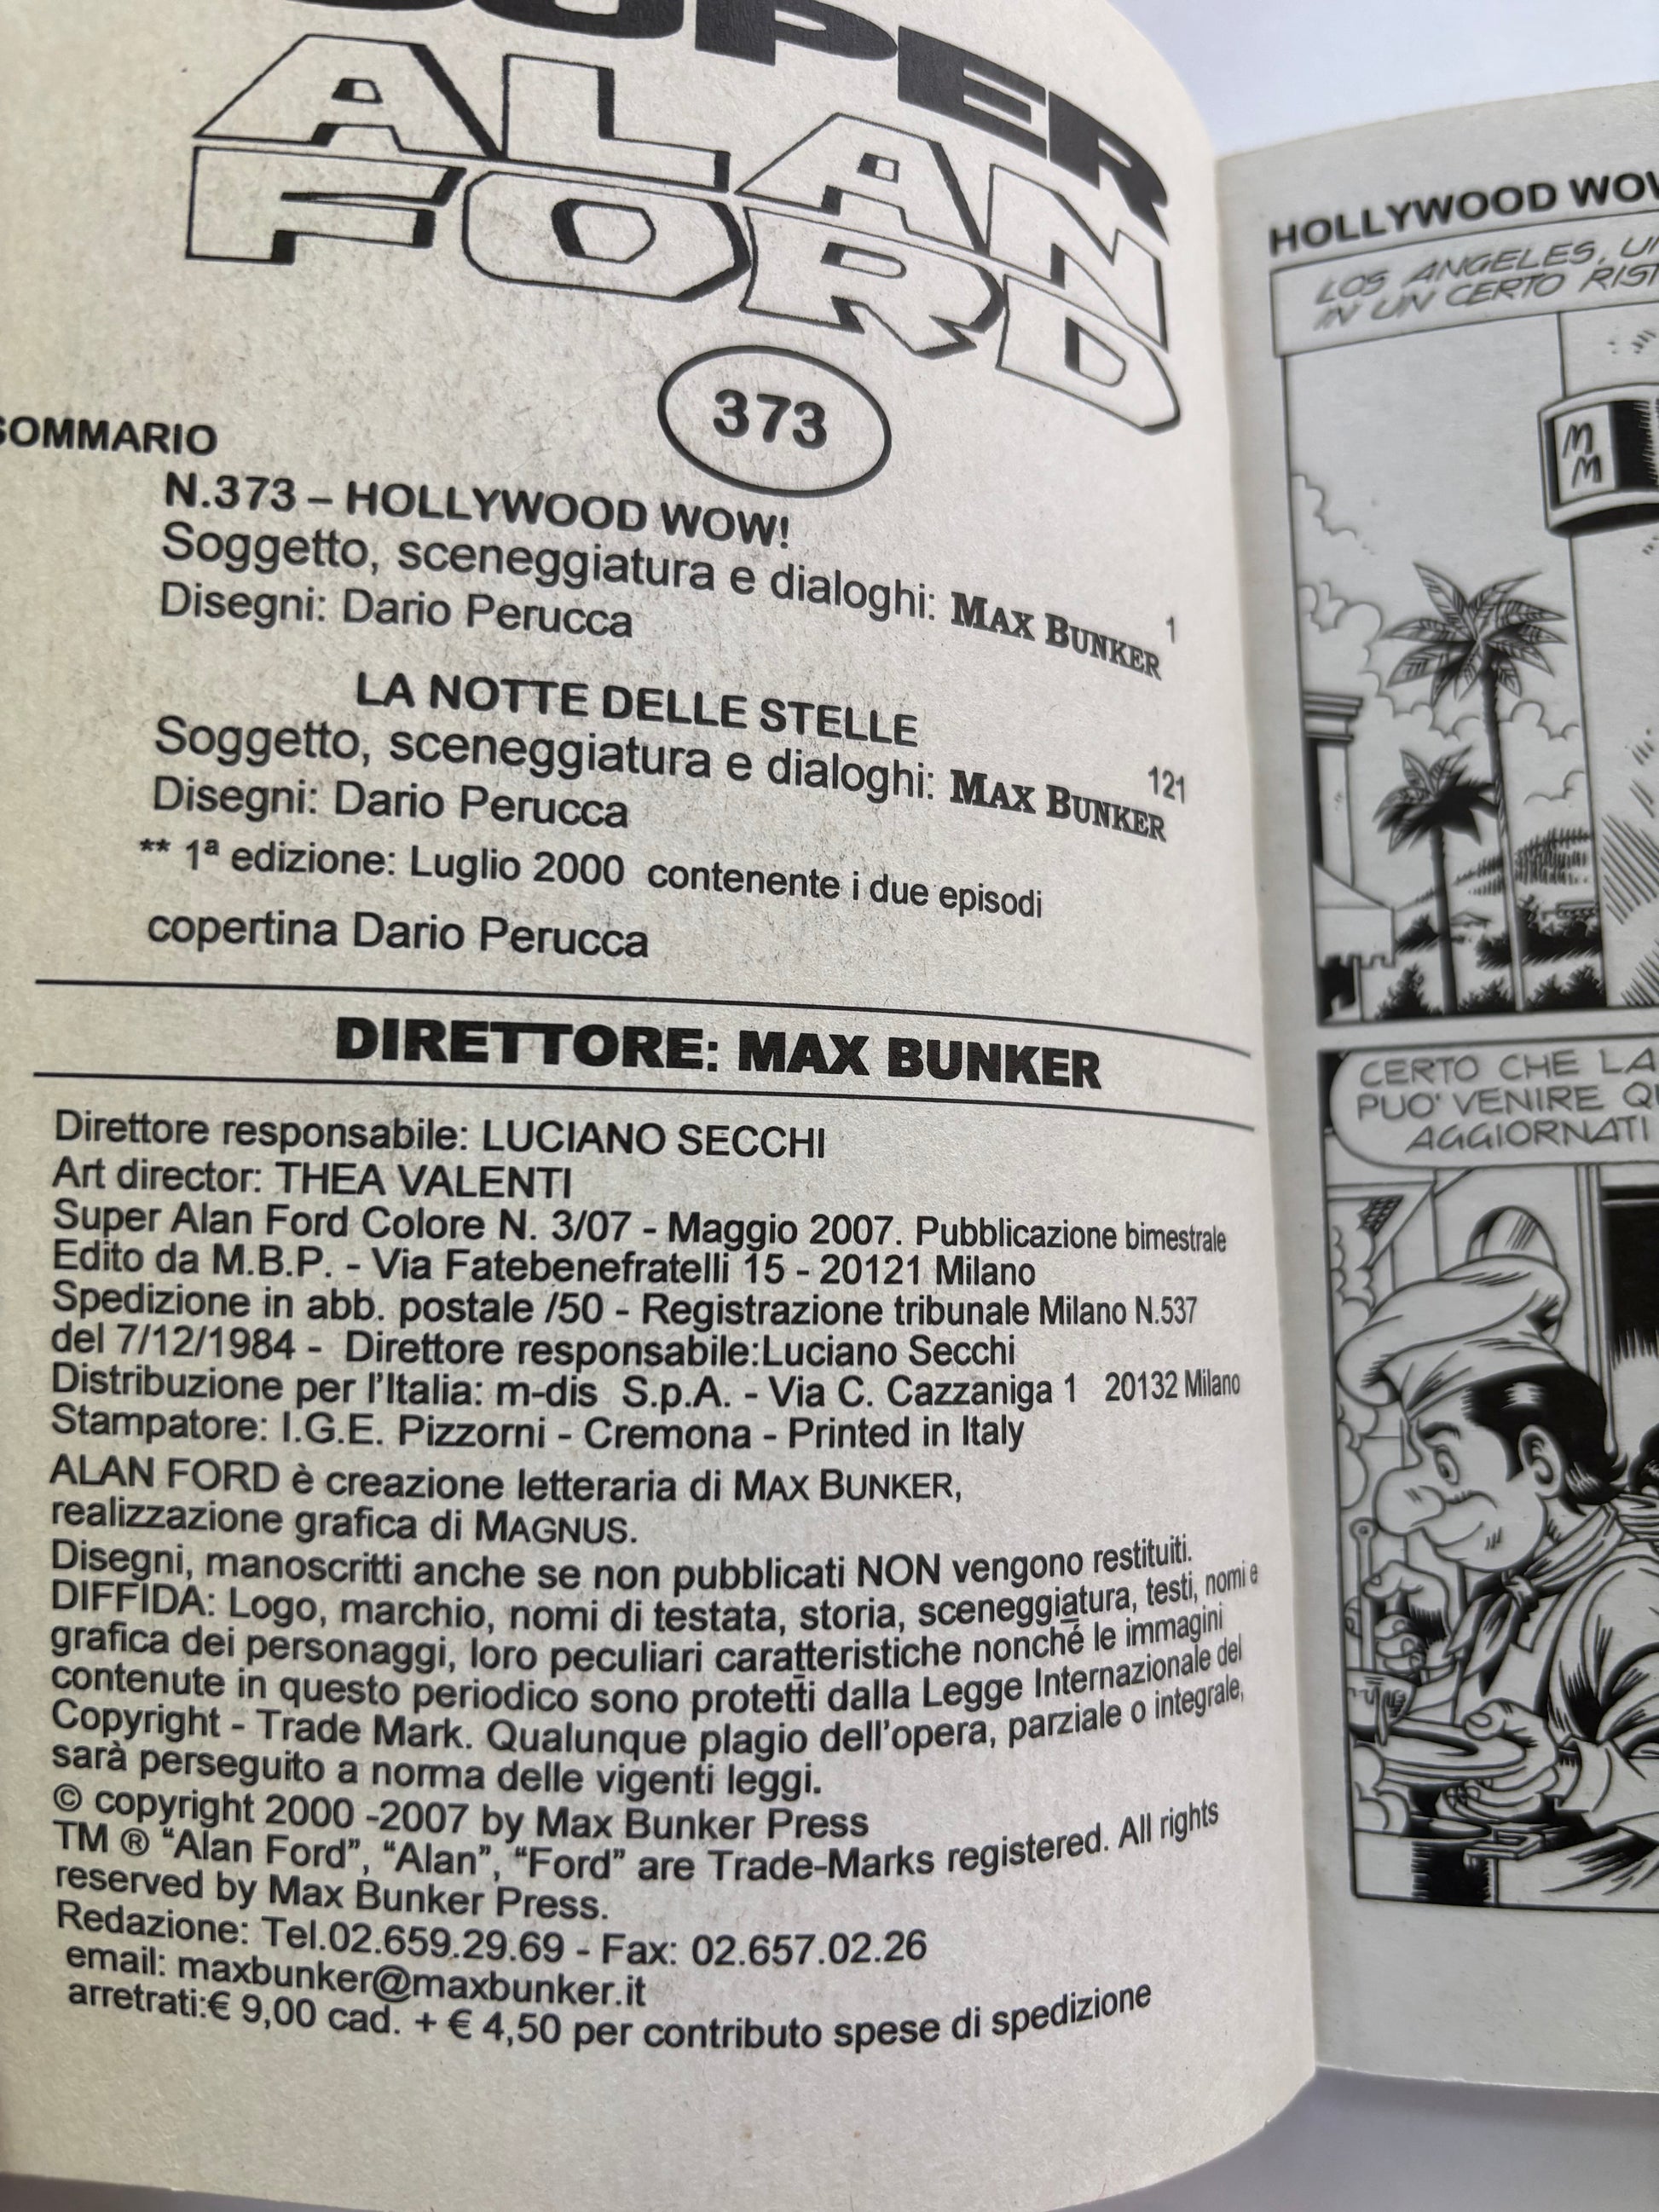 SUPER
ALAN
FORD
373
SOMMARIO
N.373 – HOLLYWOOD WOW!
Soggetto, sceneggiatura e dialoghi: MAX BUNKER 1
Disegni: Dario Perucca
LA NOTTE DELLE STELLE
Soggetto, sceneggiatura e dialoghi: MAX BUNKER 121
Disegni: Dario Perucca
** 1ª edizione: Luglio 2000 contenente i due episodi
copertina Dario Perucca
DIRETTORE: MAX BUNKER
Direttore responsabile: LUCIANO SECCHI
Art director: THEA VALENTI
Super Alan Ford Colore N. 3/07 - Maggio 2007. Pubblicazione bimestrale
Edito da M.B.P. - Via Fatebenefratelli 15 - 20121 Milano
Spedizione in abb. postale /50 - Registrazione tribunale Milano N.537
del 7/12/1984 - Direttore responsabile:Luciano Secchi
Distribuzione per l'Italia: m-dis S.p.A. - Via C. Cazzaniga 1 20132 Milano
Stampatore: I.G.E. Pizzorni - Cremona - Printed in Italy
ALAN FORD è creazione letteraria di MAX BUNKER,
realizzazione grafica di MAGNUS.
Disegni, manoscritti anche se non pubblicati NON vengono restituiti.
DIFFIDA: Logo, marchio, nomi di testata, storia, sceneggiatura, testi, nomi e
grafica dei personaggi, loro peculiari caratteristiche nonché le immagini
contenute in questo periodico sono protetti dalla Legge Internazionale del
Copyright - Trade Mark. Qualunque plagio dell'opera, parziale o integrale,
sarà perseguito a norma delle vigenti leggi.
© copyright 2000 -2007 by Max Bunker Press
TM ® “Alan Ford”, “Alan”, “Ford” are Trade-Marks registered. All rights
reserved by Max Bunker Press.
Redazione: Tel.02.659.29.69 - Fax: 02.657.02.26
email: maxbunker@maxbunker.it
arretrati:€ 9,00 cad. + € 4,50 per contributo spese di spedizione
HOLLYWOOD
LOS ANGELES,
IN UN CERTO
M
M
CERTO CHE LA
PUO' VENIRE
AGGIORNATI